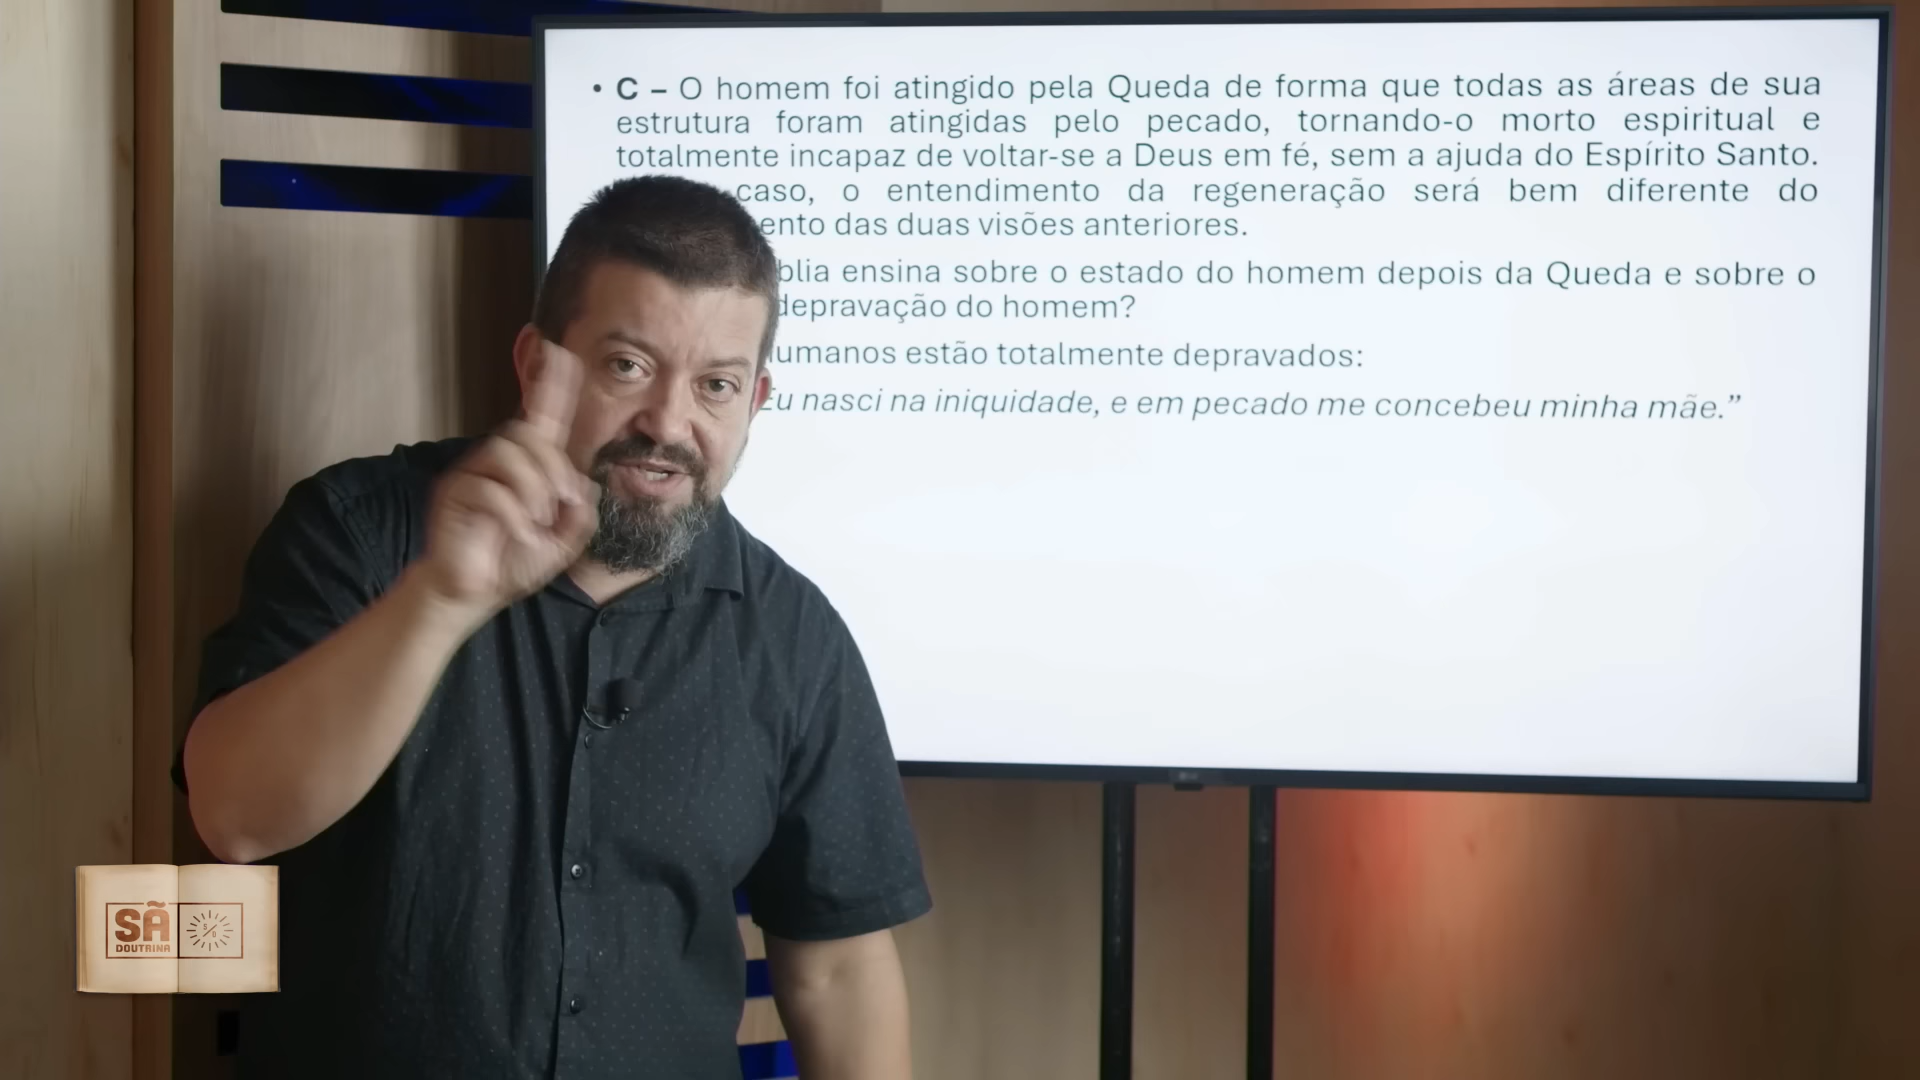 • C – O homem foi atingido pela Queda de forma que todas as áreas de sua
estrutura foram atingidas pelo pecado, tornando-o morto espiritual e
totalmente incapaz de voltar-se a Deus em fé, sem a ajuda do Espírito Santo.
caso, o entendimento da regeneração será bem diferente do
ento das duas visões anteriores.
blia ensina sobre o estado do homem depois da Queda e sobre o
depravação do homem?
umanos estão totalmente depravados:
Eu nasci na iniquidade, e em pecado me concebeu minha mãe.”
SÃ
DOUTRINA
S/D